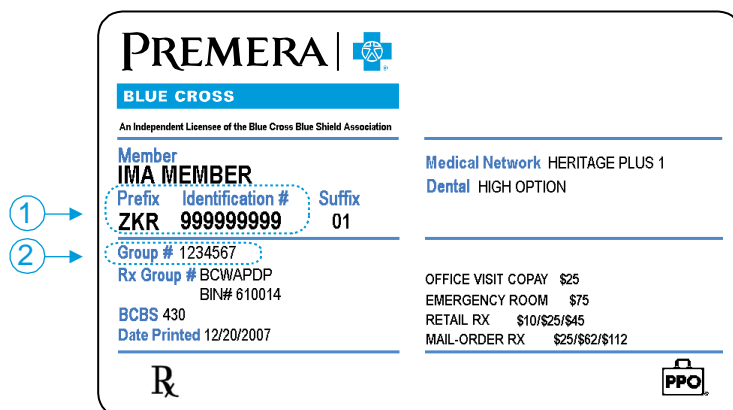 PREMERA
BLUE CROSS
An Independent Licensee of the Blue Cross Blue Shield Association
Member
IMA MEMBER
Prefix Identification # Suffix
1 ZKR 999999999 01
2 Group # 1234567
Rx Group # BCWAPDP
BIN# 610014
BCBS 430
Date Printed 12/20/2007
Rx
Medical Network HERITAGE PLUS 1
Dental HIGH OPTION
OFFICE VISIT COPAY $25
EMERGENCY ROOM $75
RETAIL RX $10/$25/$45
MAIL-ORDER RX $25/$62/$112
PPO